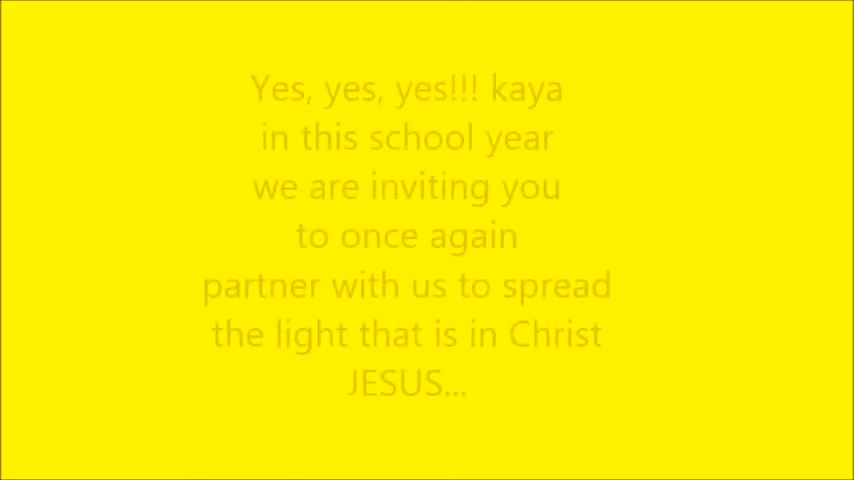 Yes, yes, yes!!! kaya
in this school year
we are inviting you
to once again
partner with us to spread
the light that is in Christ
JESUS...